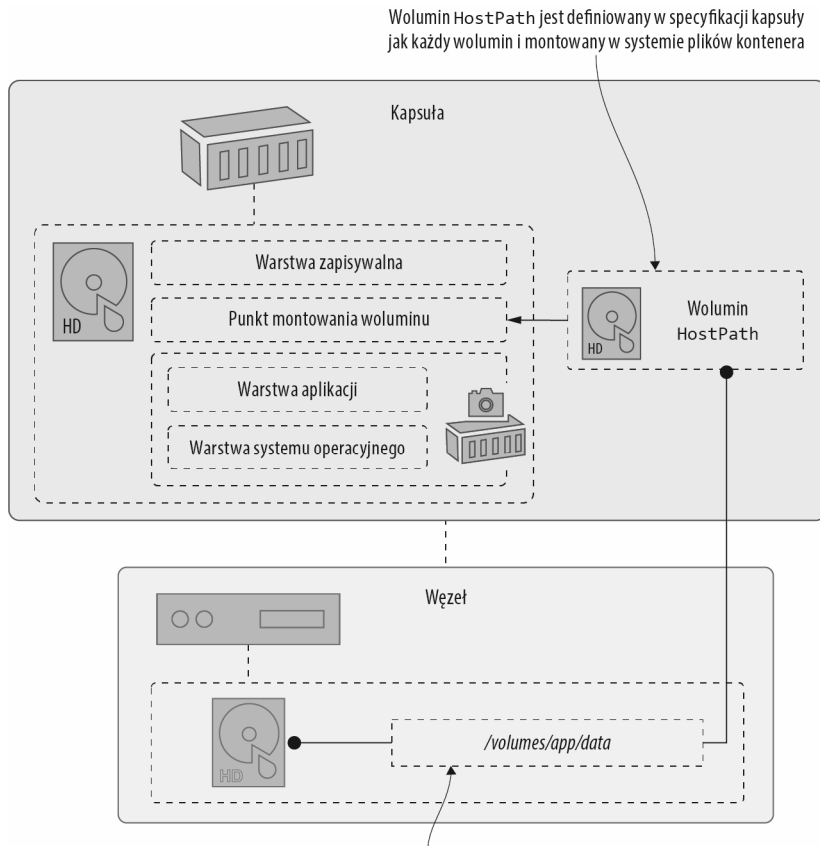 Wolumin HostPath jest definiowany w specyfikacji kapsuły
jak każdy wolumin i montowany w systemie plików kontenera
Kapsuła
HD
Warstwa zapisywalna
Punkt montowania woluminu
Warstwa aplikacji
Warstwa systemu operacyjnego
HD
Wolumin
HostPath
Węzeł
HD
/volumes/app/data